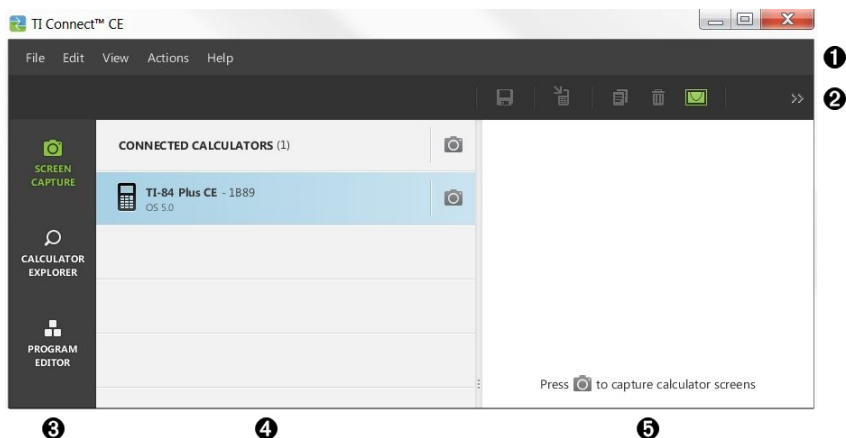 TI Connect™ CE
File Edit View Actions Help
❶
❷
SCREEN
CAPTURE
CONNECTED CALCULATORS (1)
TI-84 Plus CE - 1B89
OS 5.0
CALCULATOR
EXPLORER
PROGRAM
EDITOR
Press to capture calculator screens
❸ ❹ ❺